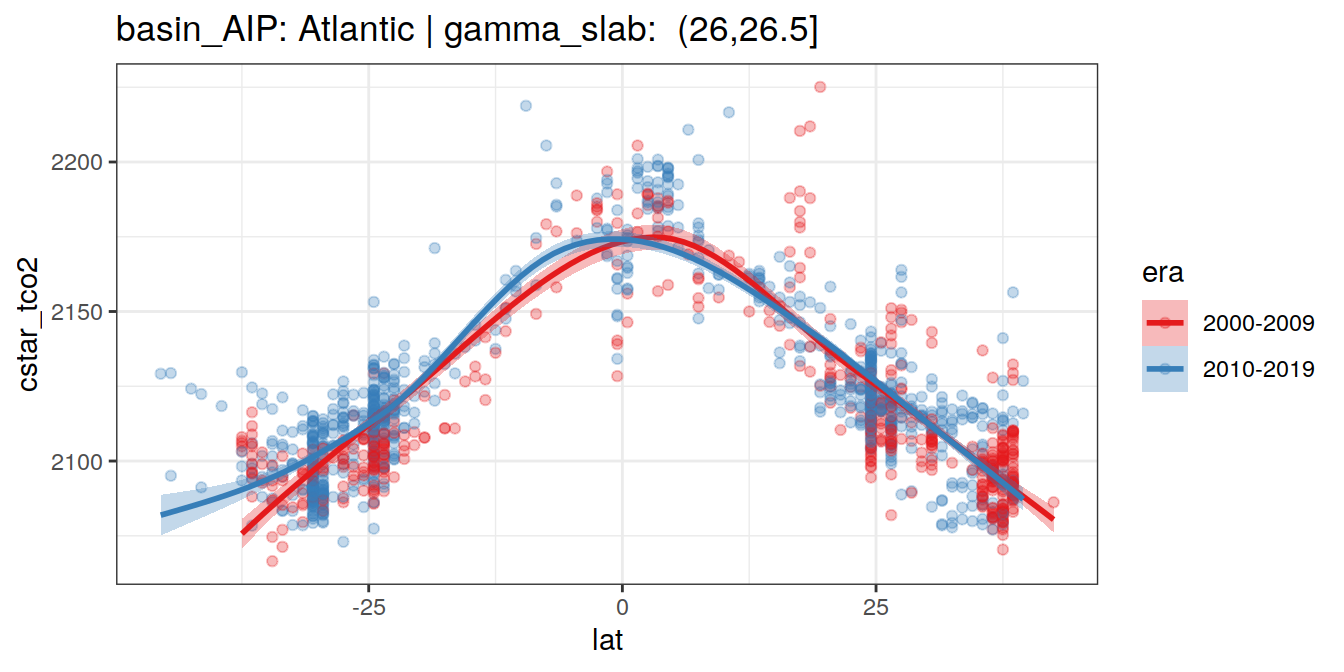 basin_AIP: Atlantic | gamma_slab:  (26,26.5]
cstar_tco2
2200
2150
2100
-25
0
25
lat
era
2000-2009
2010-2019